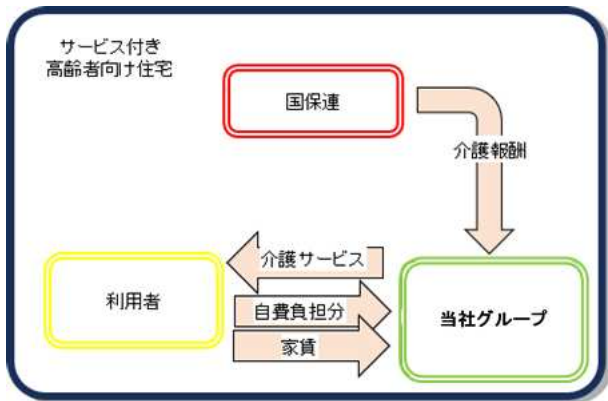 サービス付き
高齢者向け住宅
国保連
介護報酬
介護サービス
利用者
自費負担分
当社グループ
家賃